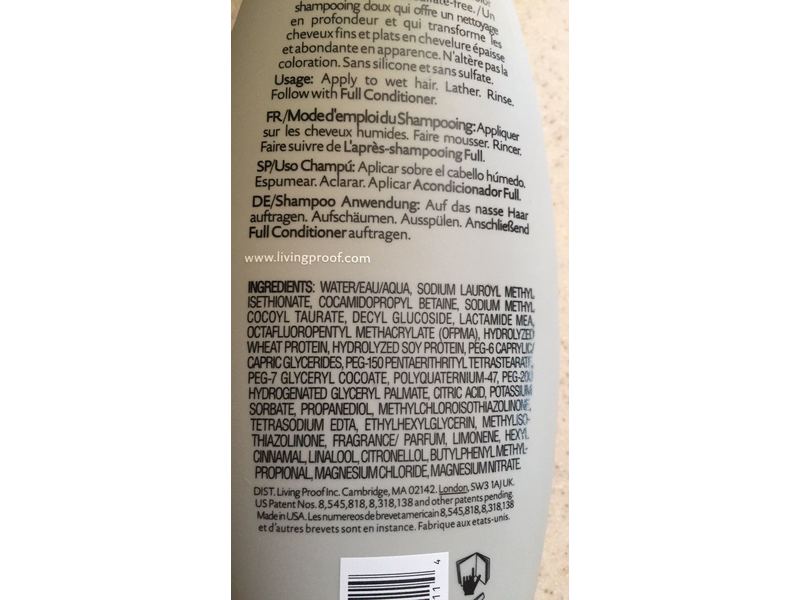 sulfate-free./Un
shampooing doux qui offre un nettoyage
en profondeur et qui transforme les
cheveux fins et plats en chevelure épaisse
et abondante en apparence. N'altère pas la
coloration. Sans silicone et sans sulfate.
Usage: Apply to wet hair. Lather. Rinse.
Follow with Full Conditioner.
FR/Mode d'emploi du Shampooing: Appliquer
sur les cheveux humides. Faire mousser. Rincer.
Faire suivre de L'après-shampooing Full.
SP/Uso Champú: Aplicar sobre el cabello húmedo.
Espumear. Aclarar. Aplicar Acondicionador Full.
DE/Shampoo Anwendung: Auf das nasse Haar
auftragen. Aufschäumen. Ausspülen. Anschließend
Full Conditioner auftragen.
www.livingproof.com
INGREDIENTS: WATER/EAU/AQUA, SODIUM LAUROYL METHYL
ISETHIONATE, COCAMIDOPROPYL BETAINE, SODIUM METHYL
COCOYL TAURATE, DECYL GLUCOSIDE, LACTAMIDE MEA,
OCTAFLUOROPENTYL METHACRYLATE (OFPMA), HYDROLYZED
WHEAT PROTEIN, HYDROLYZED SOY PROTEIN, PEG-6 CAPRYLIC/
CAPRIC GLYCERIDES, PEG-150 PENTAERITHRITYL TETRASTEARATE,
PEG-7 GLYCERYL COCOATE, POLYQUATERNIUM-47, PEG-200
HYDROGENATED GLYCERYL PALMATE, CITRIC ACID, POTASSIUM
SORBATE, PROPANEDIOL, METHYLCHLOROISOTHIAZOLINONE,
TETRASODIUM EDTA, ETHYLHEXYLGLYCERIN, METHYLISO-
THIAZOLINONE, FRAGRANCE/ PARFUM, LIMONENE, HEXYL
CINNAMAL, LINALOOL, CITRONELLOL, BUTYLPHENYL METHYL-
PROPIONAL, MAGNESIUM CHLORIDE, MAGNESIUM NITRATE.
DIST. Living Proof Inc. Cambridge, MA 02142. London, SW3 1AJ UK.
US Patent Nos. 8,545,818, 8,318,138 and other patents pending.
Made in USA. Les numereos de brevet americain 8,545,818, 8,318,138
et d'autres brevets sont en instance. Fabrique aux etats-unis.
11 4